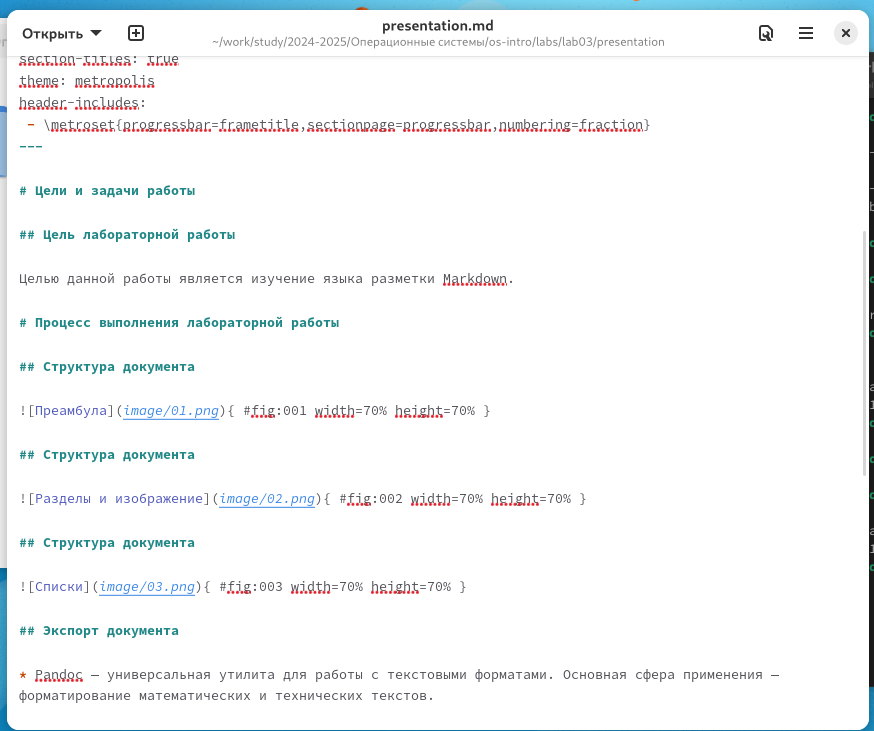 Открыть
presentation.md
~/work/study/2024-2025/Операционные системы/os-intro/labs/lab03/presentation
section-titles: true
theme: metropolis
header-includes:
 - \metroset{progressbar=frametitle,sectionpage=progressbar,numbering=fraction}
---
# Цели и задачи работы
## Цель лабораторной работы
Целью данной работы является изучение языка разметки Markdown.
# Процесс выполнения лабораторной работы
## Структура документа
![Преамбула](image/01.png){ #fig:001 width=70% height=70% }
## Структура документа
![Разделы и изображение](image/02.png){ #fig:002 width=70% height=70% }
## Структура документа
![Списки](image/03.png){ #fig:003 width=70% height=70% }
## Экспорт документа
* Pandoc — универсальная утилита для работы с текстовыми форматами. Основная сфера применения —
форматирование математических и технических текстов.